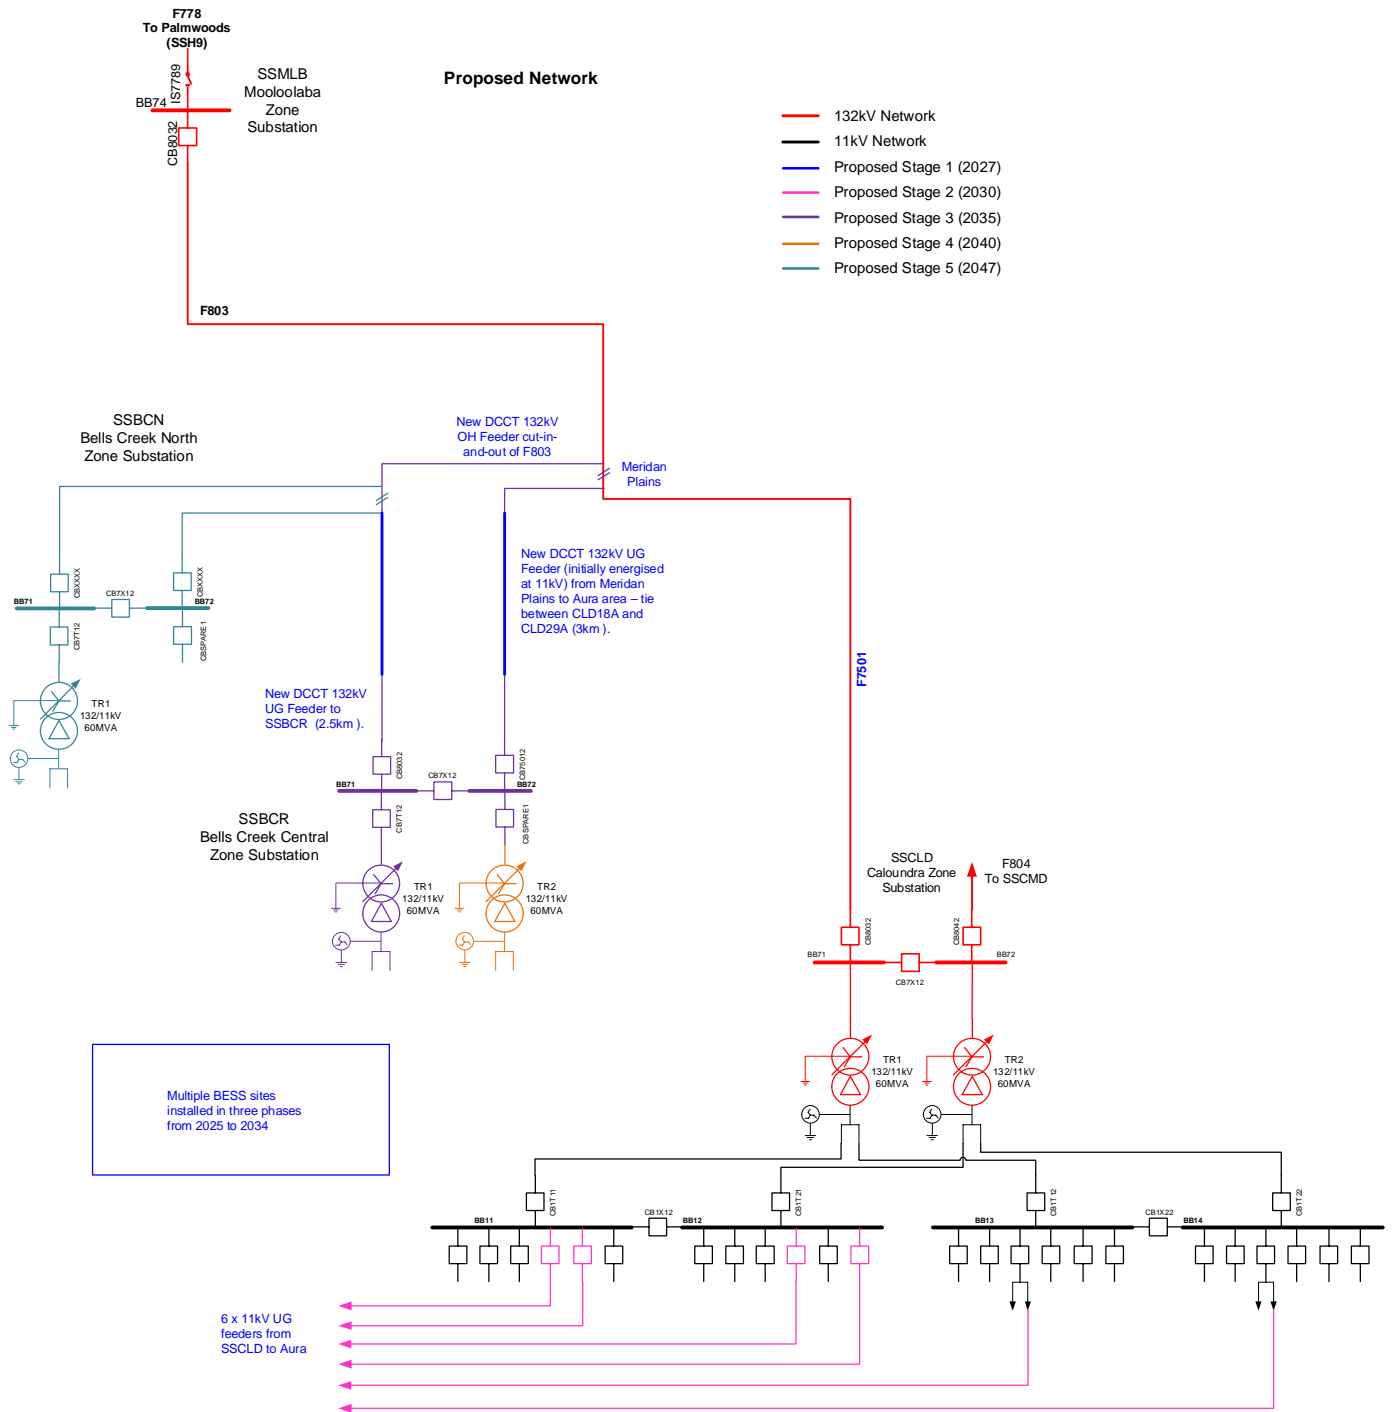 F778
To Palmwoods
(SSH9)
IS7789
BB74
CB8032
SSMLB
Mooloolaba
Zone
Substation
Proposed Network
132kV Network
11kV Network
Proposed Stage 1 (2027)
Proposed Stage 2 (2030)
Proposed Stage 3 (2035)
Proposed Stage 4 (2040)
Proposed Stage 5 (2047)
F803
SSBCN
Bells Creek North
Zone Substation
New DCCT 132kV
OH Feeder cut-in-
and-out of F803
Meridan
Plains
New DCCT 132kV UG
Feeder (initially energised
at 11kV) from Meridan
Plains to Aura area – tie
between CLD18A and
CLD29A (3km ).
CBXXXX
CBXXXX
BB71
CB7X12
BB72
CB7T12
CBSPARE1
TR1
132/11kV
60MVA
New DCCT 132kV
UG Feeder to
SSBCR (2.5km ).
F7501
CB8032
CB75012
BB71
CB7X12
BB72
CB7T12
CBSPARE1
SSBCR
Bells Creek Central
Zone Substation
TR1
132/11kV
60MVA
TR2
132/11kV
60MVA
SSCLD
Caloundra Zone
Substation
F804
To SSCMD
CB8032
CB8042
BB71
CB7X12
BB72
TR1
132/11kV
60MVA
TR2
132/11kV
60MVA
Multiple BESS sites
installed in three phases
from 2025 to 2034
CB1T11
CB1T21
CB1T12
CB1T22
BB11
CB1X12
BB12
BB13
CB1X22
BB14
6 x 11kV UG
feeders from
SSCLD to Aura